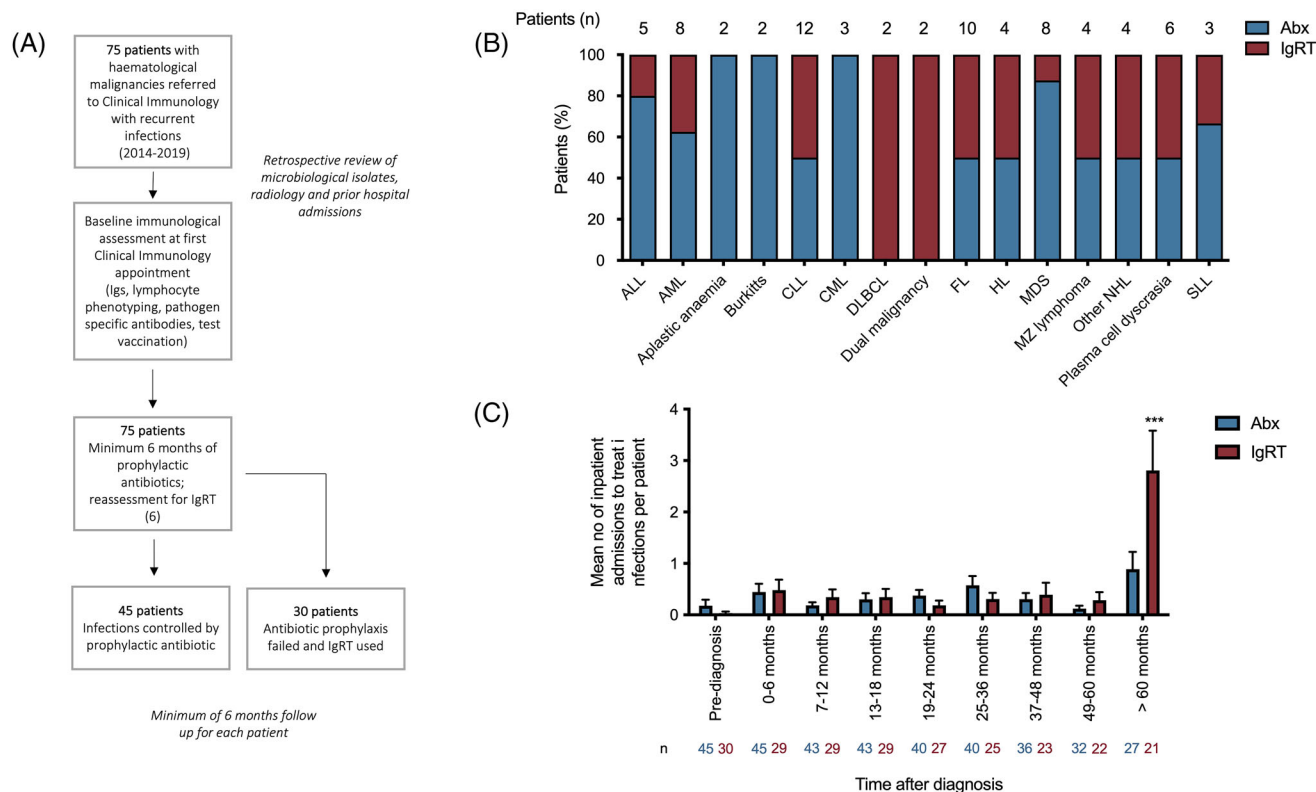 (A)
75 patients with
haematological
malignancies referred
to Clinical Immunology
with recurrent
infections
(2014-2019)
Retrospective review of
microbiological isolates,
radiology and prior hospital
admissions
Baseline immunological
assessment at first
Clinical Immunology
appointment
(Igs, lymphocyte
phenotyping, pathogen
specific antibodies, test
vaccination)
75 patients
Minimum 6 months of
prophylactic
antibiotics;
reassessment for IgRT
(6)
45 patients
Infections controlled by
prophylactic antibiotic
30 patients
Antibiotic prophylaxis
failed and IgRT used
Minimum of 6 months follow
up for each patient
(B)
Patients (n)
5 8 2 2 12 3 2 2 10 4 8 4 4 6 3
Abx
IgRT
Patients (%)
100
80
60
40
20
0
ALL
AML
Aplastic anaemia
Burkitts
CLL
CML
DLBCL
Dual malignancy
FL
HL
MDS
MZ lymphoma
Other NHL
Plasma cell dyscrasia
SLL
(C)
Mean no of inpatient
admissions to treat i
nfections per patient
4
3
2
1
0
***
Abx
IgRT
Pre-diagnosis
0-6 months
7-12 months
13-18 months
19-24 months
25-36 months
37-48 months
49-60 months
> 60 months
n 45 30 45 29 43 29 43 29 40 27 40 25 36 23 32 22 27 21
Time after diagnosis